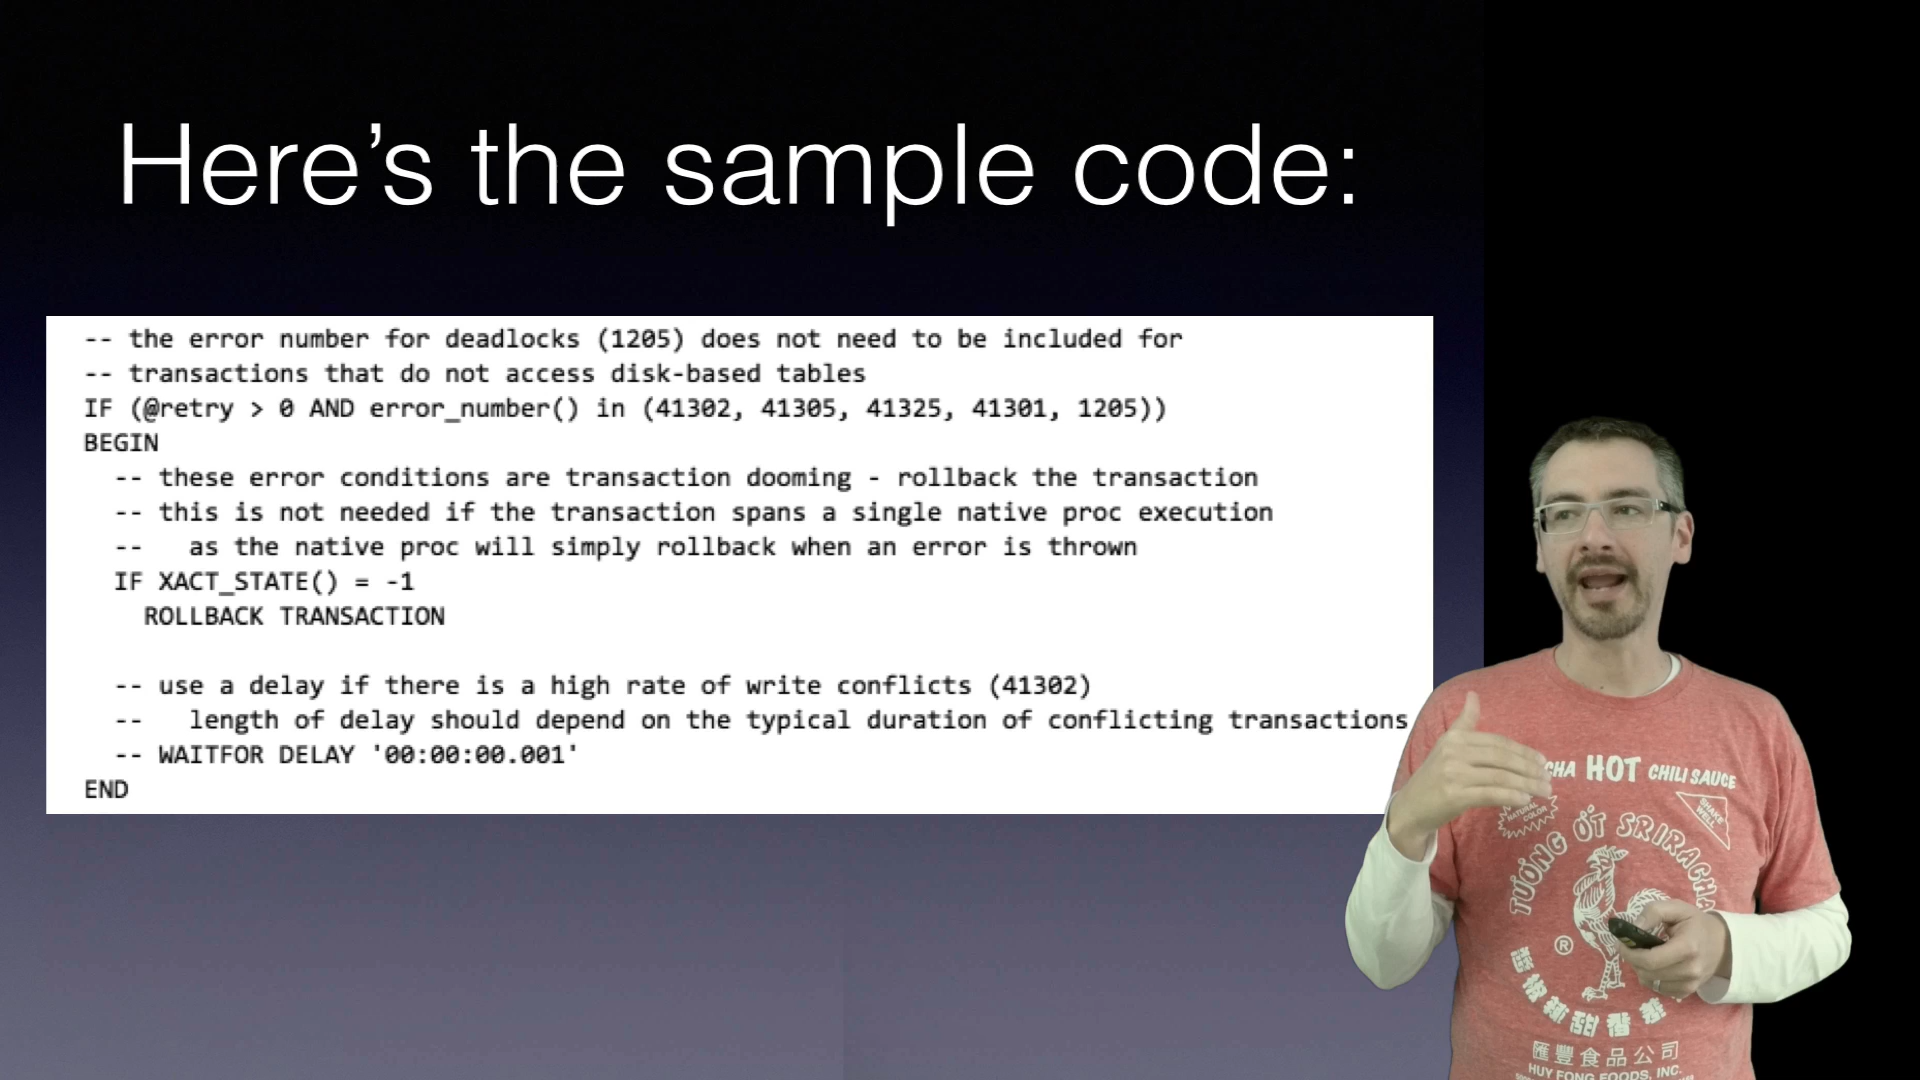 Here’s the sample code:
-- the error number for deadlocks (1205) does not need to be included for
-- transactions that do not access disk-based tables
IF (@retry > 0 AND error_number() in (41302, 41305, 41325, 41301, 1205))
BEGIN
-- these error conditions are transaction dooming - rollback the transaction
-- this is not needed if the transaction spans a single native proc execution
--   as the native proc will simply rollback when an error is thrown
IF XACT_STATE() = -1
ROLLBACK TRANSACTION
-- use a delay if there is a high rate of write conflicts (41302)
--   length of delay should depend on the typical duration of conflicting transactions
-- WAITFOR DELAY '00:00:00.001'
END
HOT CHILI SAUCE
NATURAL COLOR
SHAKE WELL
TƯƠNG ỚT SRIRACHA
®
匯豐食品公司
HUY FONG FOODS, INC.